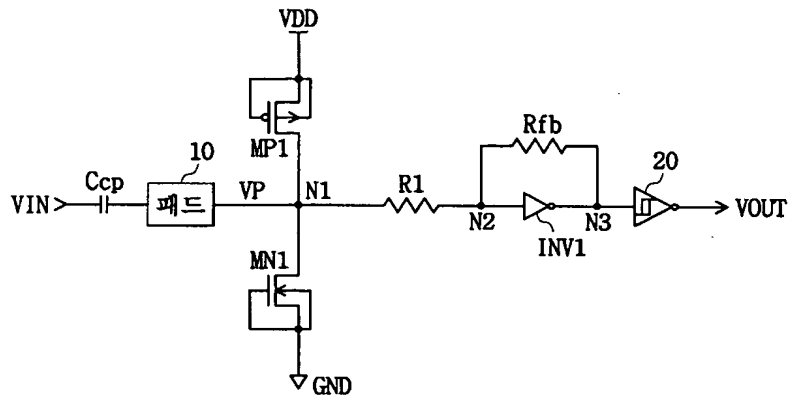 VDD
10
MP1
Rfb
20
Ccp
VIN
패드
VP
N1
R1
N2
N3
VOUT
INV1
MN1
GND